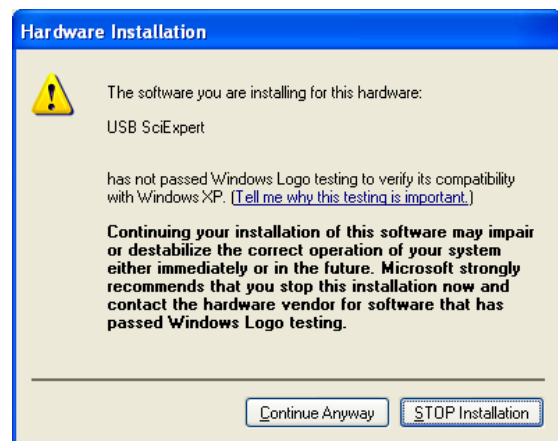 Hardware Installation
The software you are installing for this hardware:
USB SciExpert
has not passed Windows Logo testing to verify its compatibility
with Windows XP. (Tell me why this testing is important.)
Continuing your installation of this software may impair
or destabilize the correct operation of your system
either immediately or in the future. Microsoft strongly
recommends that you stop this installation now and
contact the hardware vendor for software that has
passed Windows Logo testing.
Continue Anyway
STOP Installation